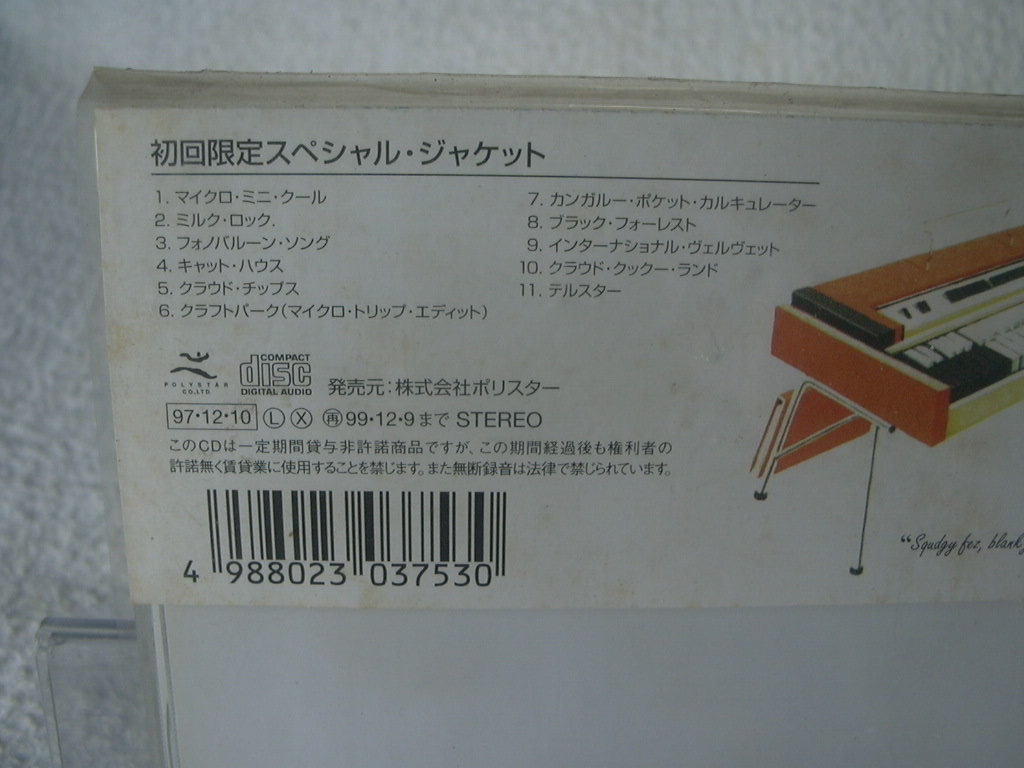 初回限定スペシャル・ジャケット
1. マイクロ・ミニ・クール
2. ミルク・ロック.
3. フォノバルーン・ソング
4. キャット・ハウス
5. クラウド・チップス
6. クラフトパーク(マイクロ・トリップ・エディット)
7. カンガルー・ポケット・カルキュレーター
8. ブラック・フォーレスト
9. インターナショナル・ヴェルヴェット
10. クラウド・クックー・ランド
11. テルスター
POLYSTAR
CO.,LTD.
COMPACT
disc
DIGITAL AUDIO
発売元:株式会社ポリスター
97・12・10 Ⓛ Ⓧ ㊢99・12・9まで STEREO
このCDは一定期間貸与非許諾商品ですが、この期間経過後も権利者の
許諾無く賃貸業に使用することを禁じます。また無断録音は法律で禁じられています。
4 988023 037530
“Squdgy fez, blank